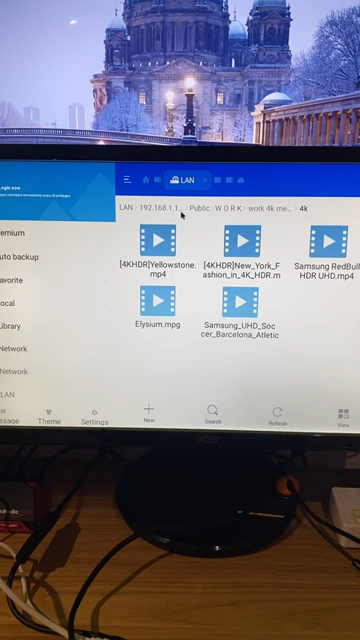 Login now
LAN
LAN > 192.168.1.1... > Public > W O R K > work 4k me... > 4k
emium
uto backup
avorite
ocal
ibrary
Network
Network
LAN
[4KHDR]Yellowstone.
mp4
[4KHDR]New_York_F
ashion_in_4K_HDR.m
Samsung RedBull
HDR UHD.mp4
Elysium.mpg
Samsung_UHD_Soc
cer_Barcelona_Atletic
ssage
Theme
Settings
New
Search
Refresh
View
acer